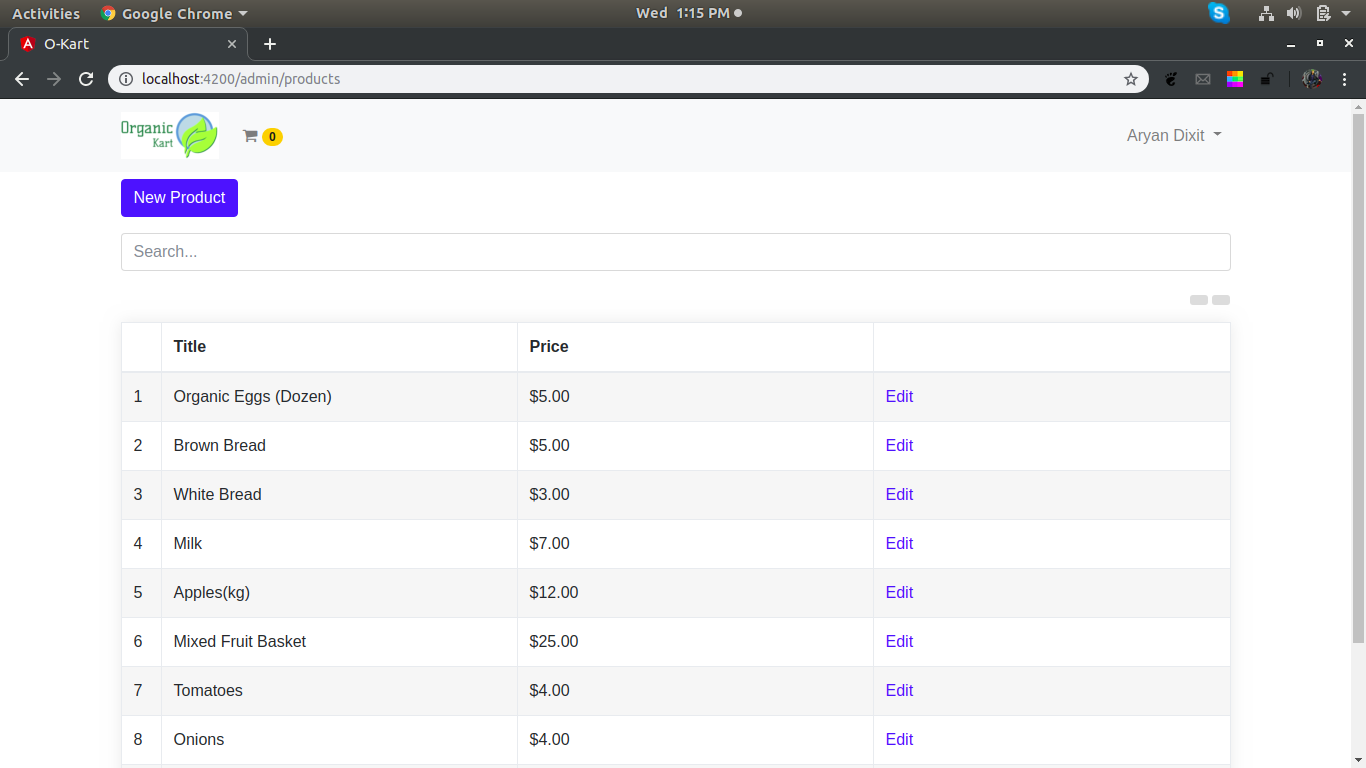 Activities Google Chrome Wed 1:15 PM
O-Kart
localhost:4200/admin/products
Organic
Kart
0
Aryan Dixit
New Product
Search...
Title Price
1 Organic Eggs (Dozen) $5.00 Edit
2 Brown Bread $5.00 Edit
3 White Bread $3.00 Edit
4 Milk $7.00 Edit
5 Apples(kg) $12.00 Edit
6 Mixed Fruit Basket $25.00 Edit
7 Tomatoes $4.00 Edit
8 Onions $4.00 Edit